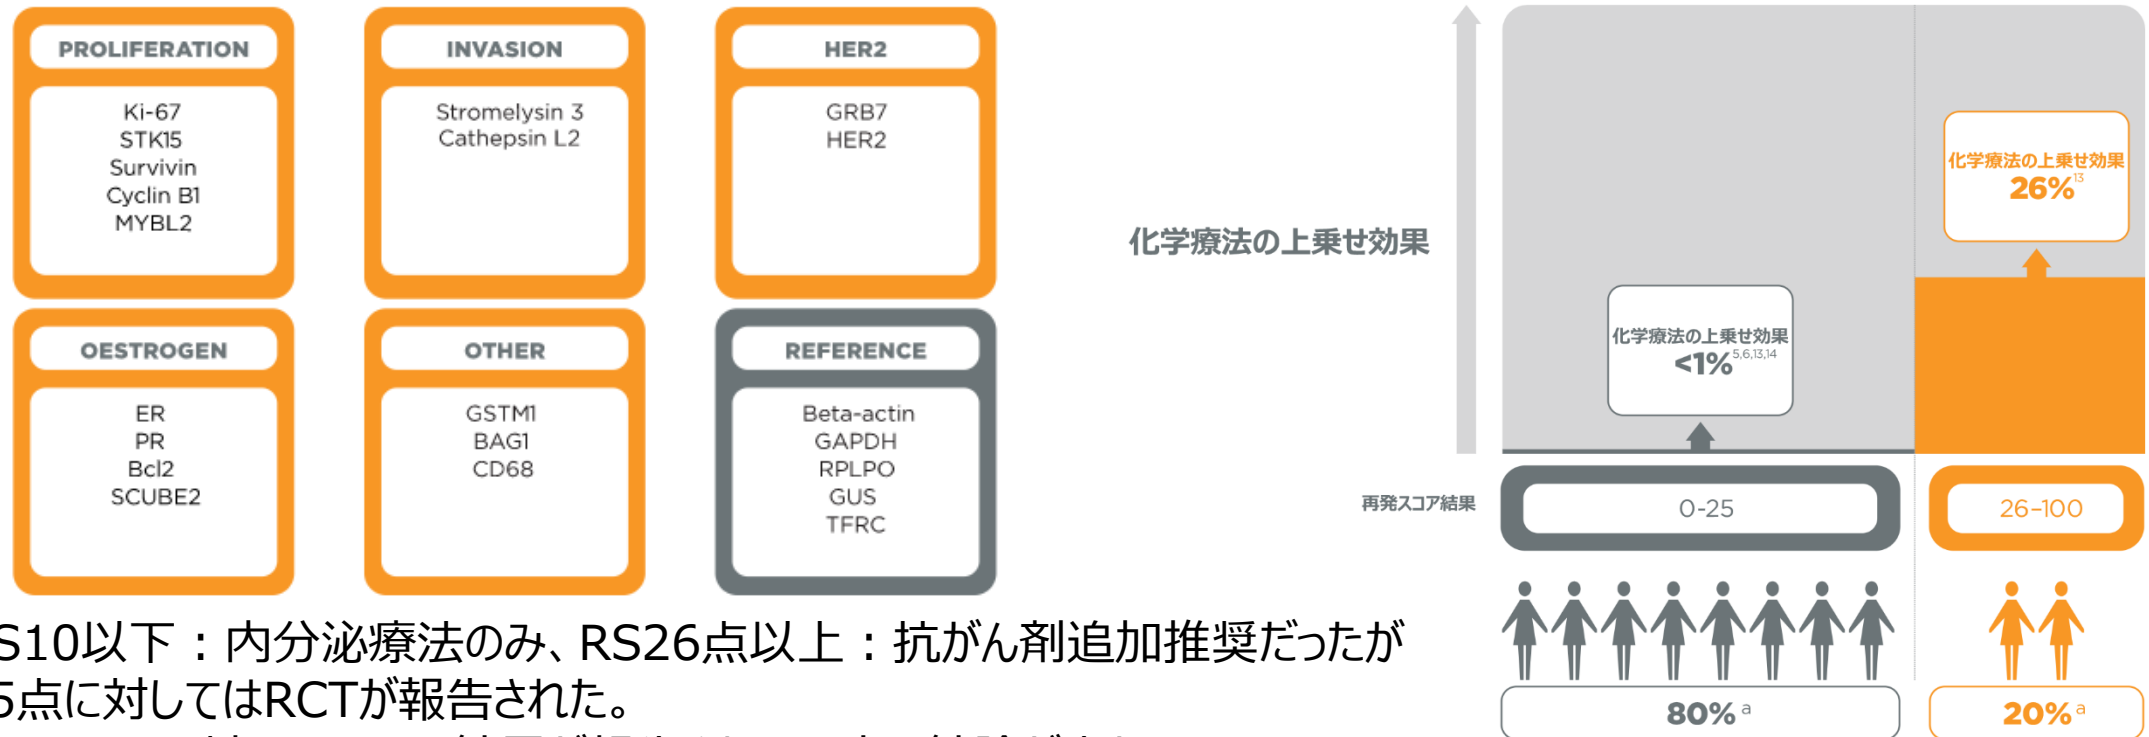 PROLIFERATION
Ki-67
STK15
Survivin
Cyclin B1
MYBL2
INVASION
Stromelysin 3
Cathepsin L2
HER2
GRB7
HER2
OESTROGEN
ER
PR
Bcl2
SCUBE2
OTHER
GSTM1
BAG1
CD68
REFERENCE
Beta-actin
GAPDH
RPLPO
GUS
TFRC
化学療法の上乗せ効果
化学療法の上乗せ効果
<1% 5,6,13,14
化学療法の上乗せ効果
26% 13
再発スコア結果
0-25
26-100
80% a
20% a
S10以下：内分泌療法のみ、RS26点以上：抗がん剤追加推奨だったが
5点に対してはRCTが報告された。